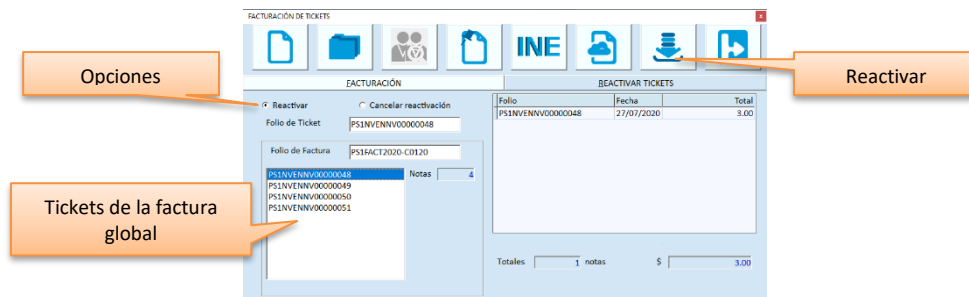 FACTURACIÓN DE TICKETS
x
INE
Opciones
Reactivar
FACTURACIÓN
REACTIVAR TICKETS
Reactivar
Cancelar reactivación
Folio de Ticket
PS1NVENNV00000048
Folio Fecha Total
PS1NVENNV00000048 27/07/2020 3.00
Folio de Factura
PS1FACT2020-C0120
PS1NVENNV00000048
PS1NVENNV00000049
PS1NVENNV00000050
PS1NVENNV00000051
Notas 4
Tickets de la factura
global
Totales 1 notas $ 3.00